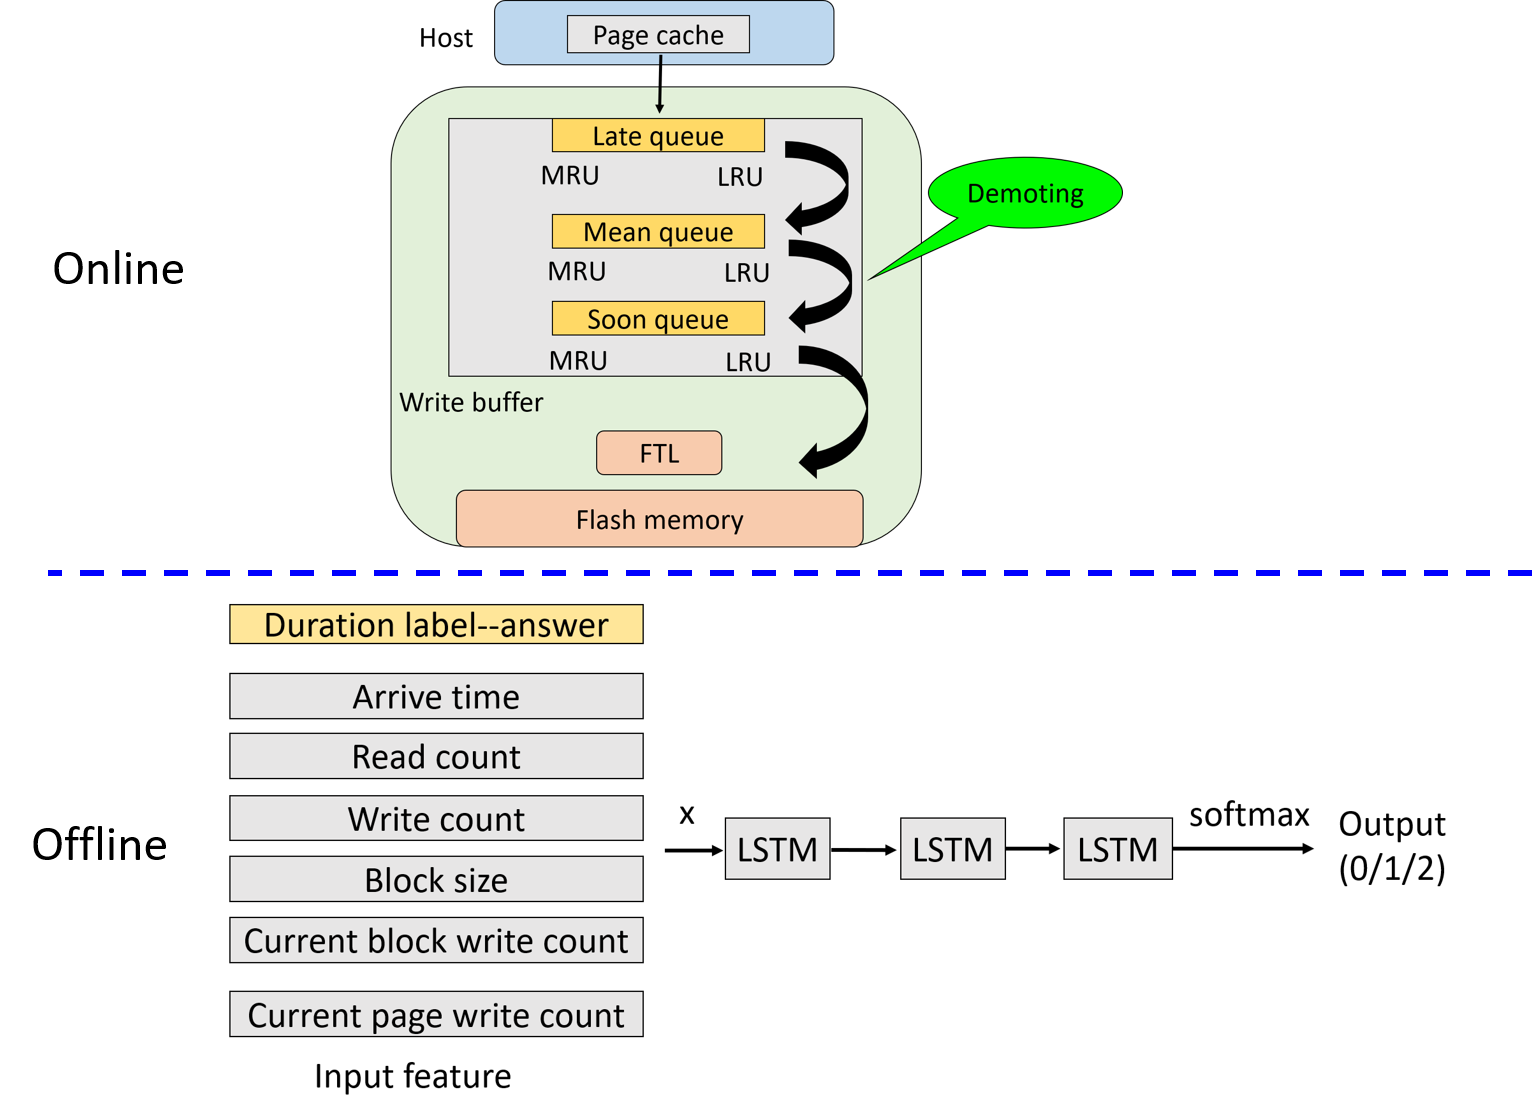 Host
Page cache
Late queue
MRU LRU
Demoting
Mean queue
MRU LRU
Online
Soon queue
MRU LRU
Write buffer
FTL
Flash memory
Duration label--answer
Arrive time
Read count
Write count
Block size
Current block write count
Current page write count
Input feature
Offline
x
LSTM
LSTM
LSTM
softmax
Output
(0/1/2)